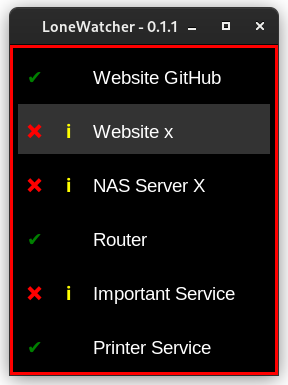 LoneWatcher - 0.1.1
✔ Website GitHub
✖ i Website x
✖ i NAS Server X
✔ Router
✖ i Important Service
✔ Printer Service